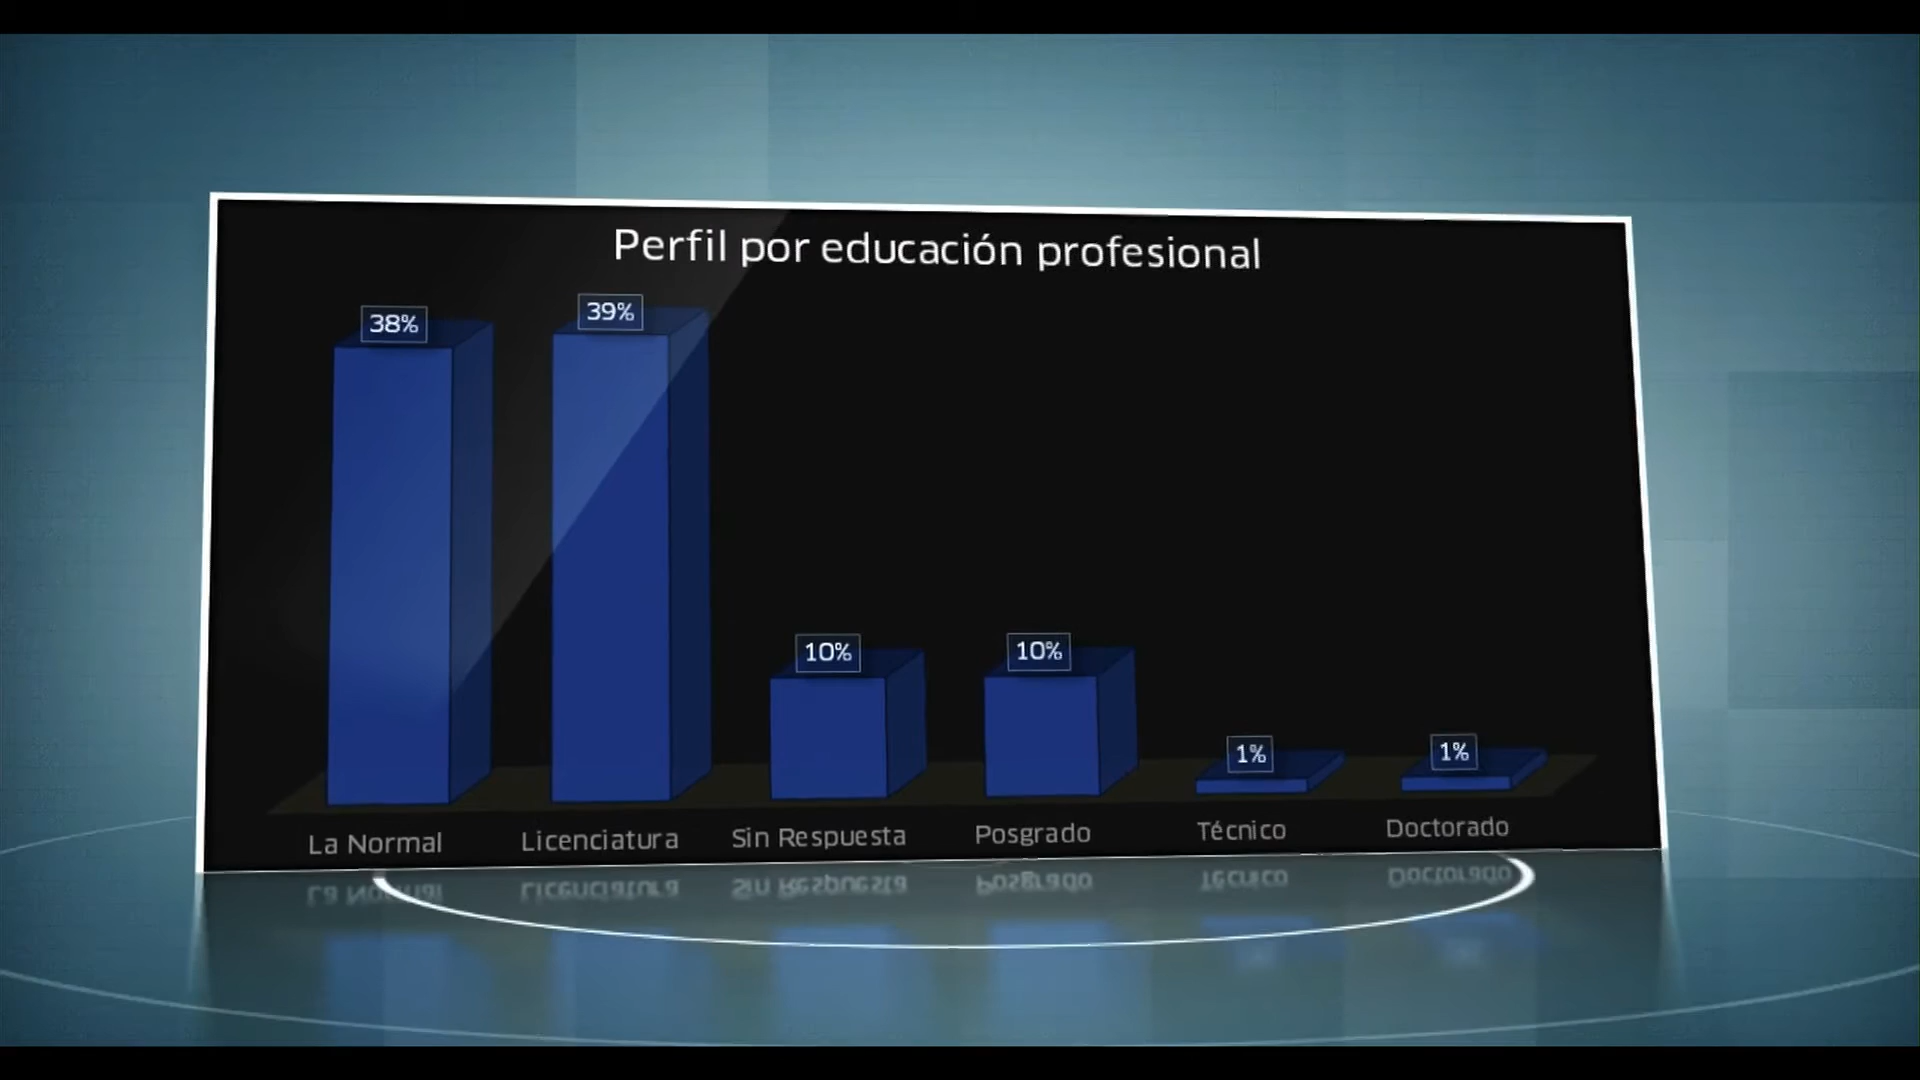 Perfil por educación profesional
38%
39%
10%
10%
1%
1%
La Normal
Licenciatura
Sin Respuesta
Posgrado
Técnico
Doctorado